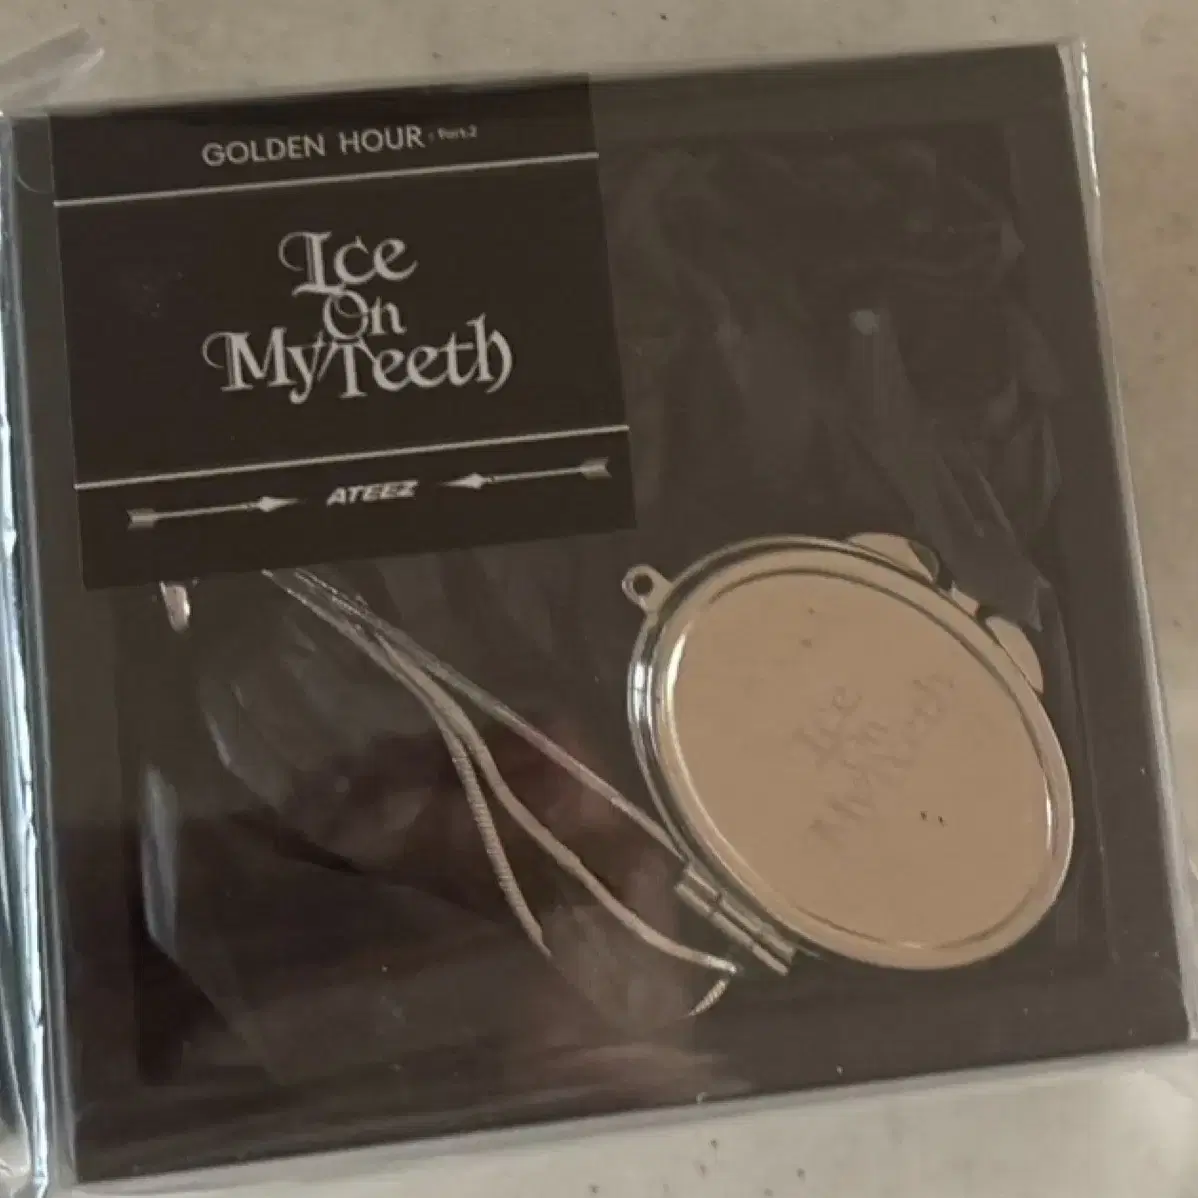 GOLDEN HOUR : Part.2
Ice
On
My Teeth
ATEEZ
Ice
On
My Teeth